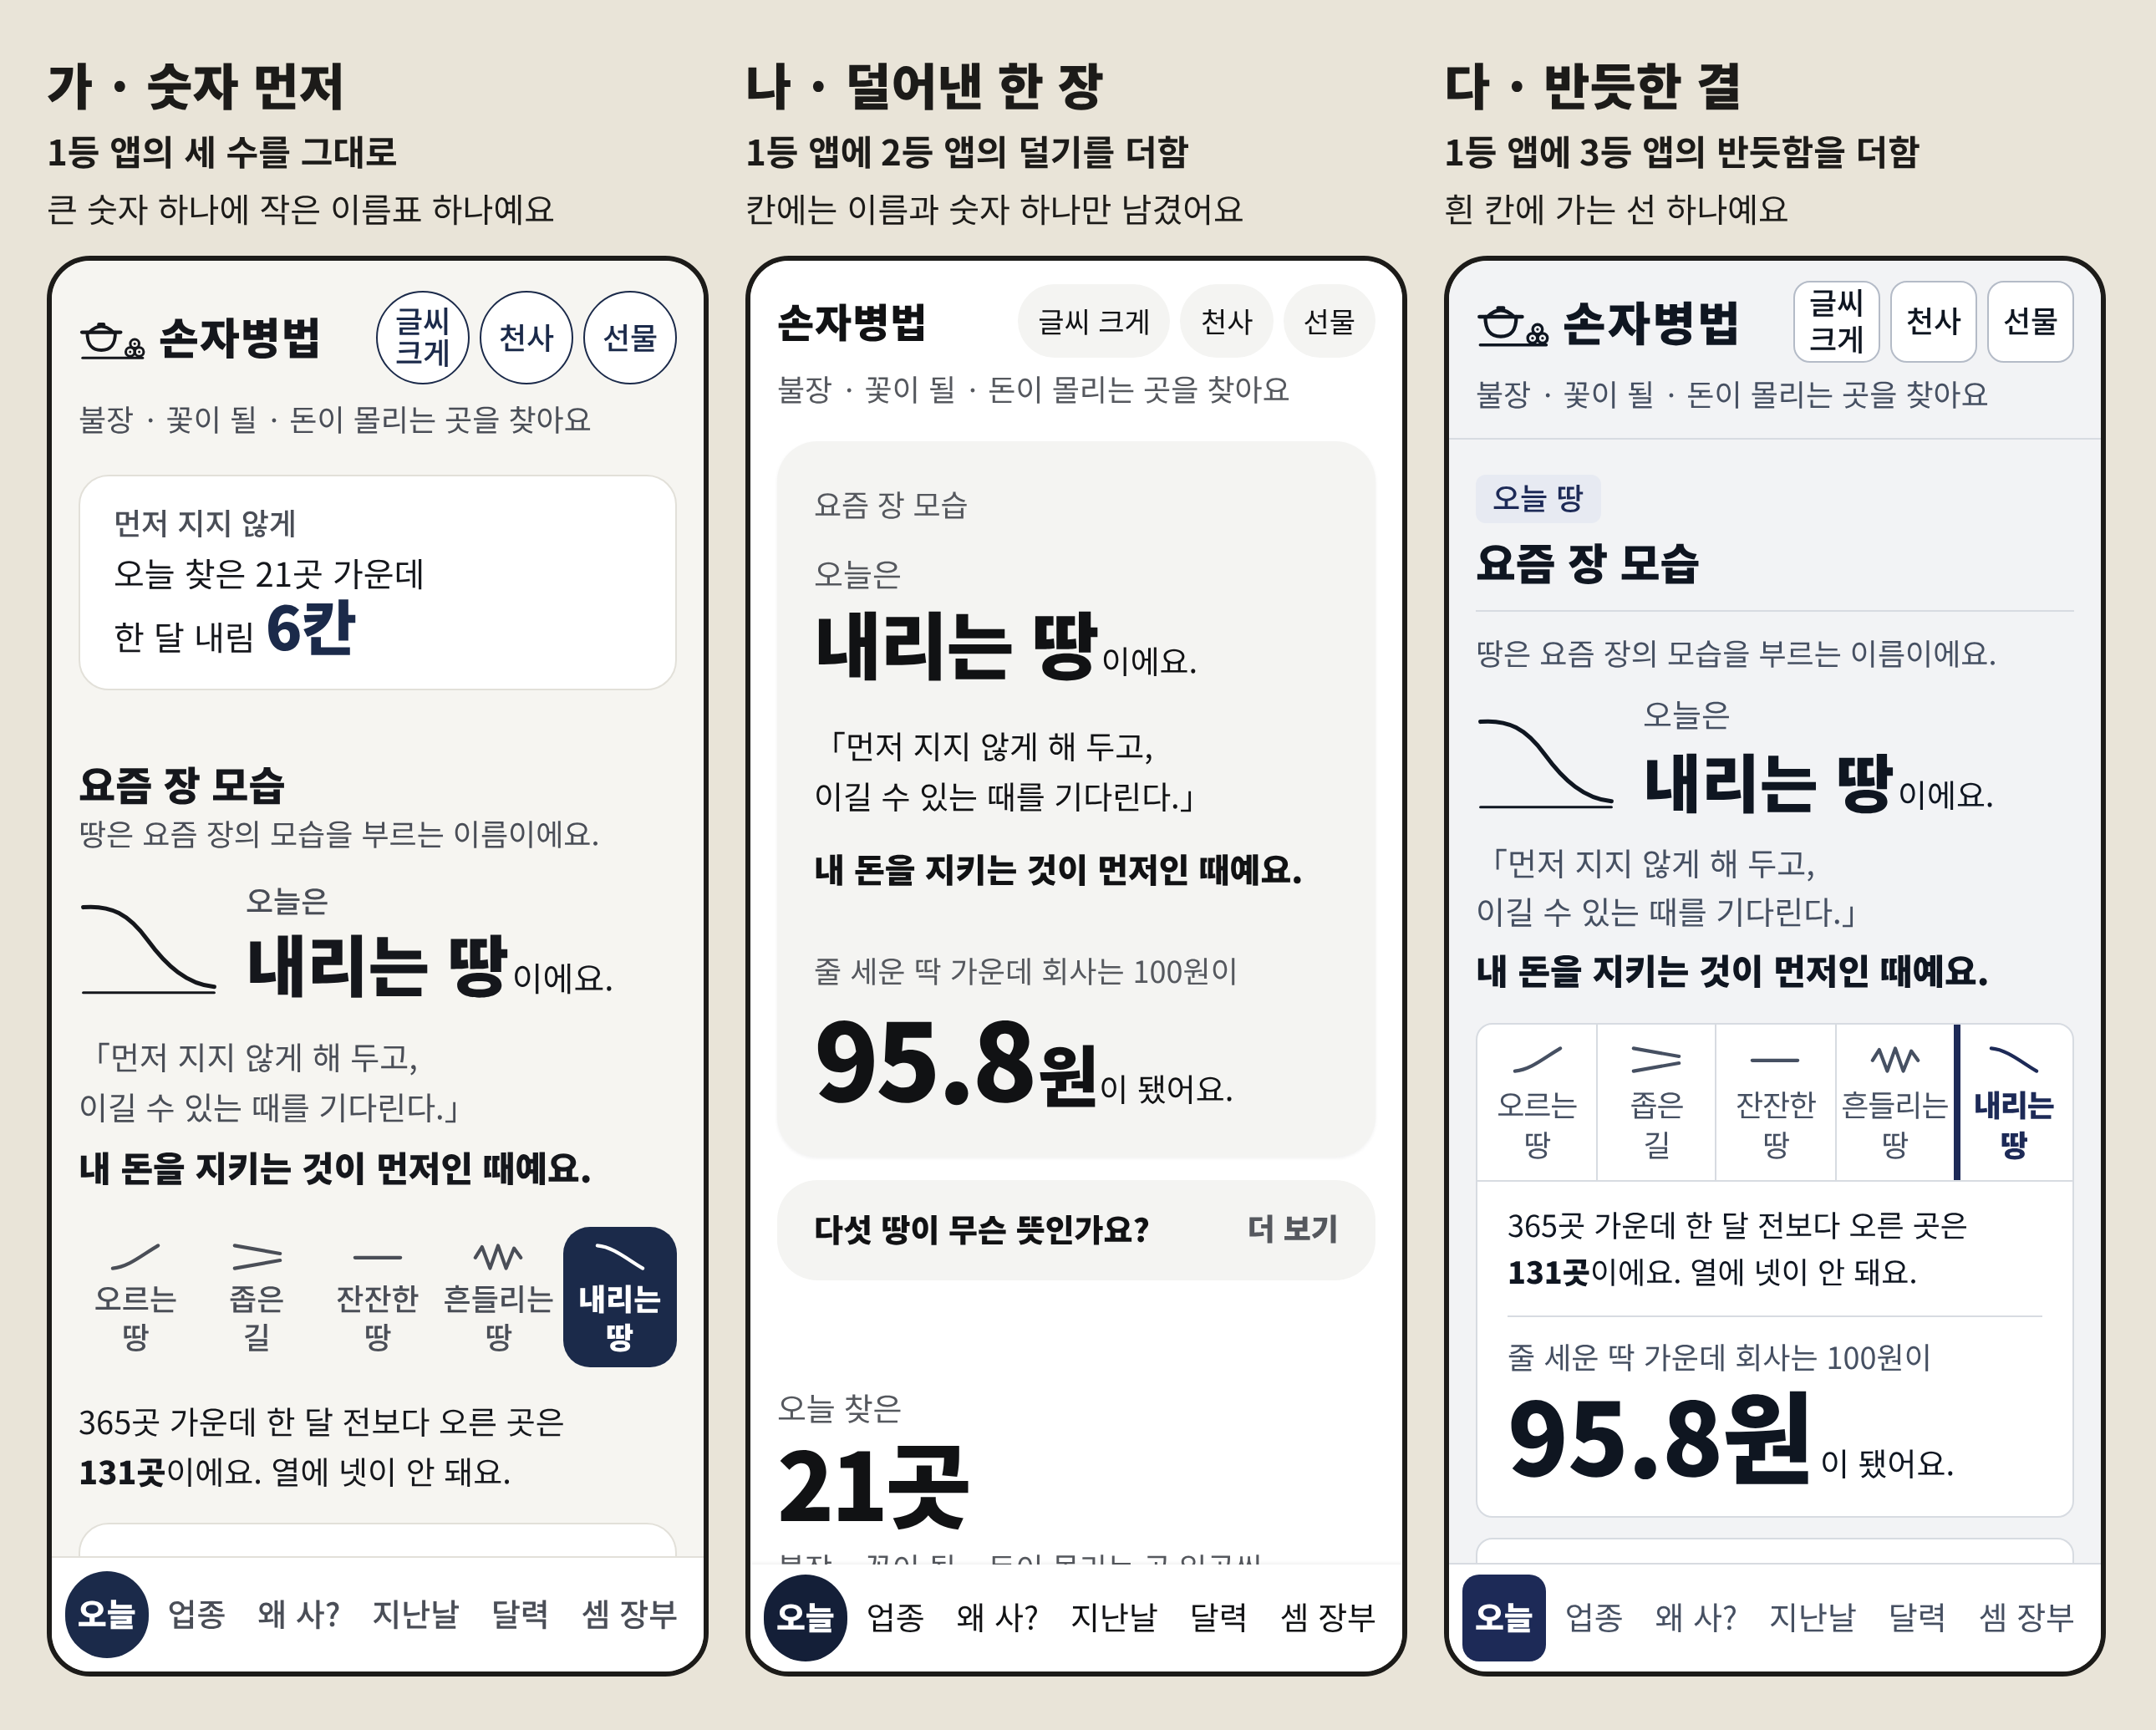 가 · 숫자 먼저
1등 앱의 세 수를 그대로
큰 숫자 하나에 작은 이름표 하나예요
손자병법
글씨
크게
천사
선물
불장 · 꽃이 될 · 돈이 몰리는 곳을 찾아요
먼저 지지 않게
오늘 찾은 21곳 가운데
한 달 내림 6칸
요즘 장 모습
땅은 요즘 장의 모습을 부르는 이름이에요.
오늘은
내리는 땅이에요.
「먼저 지지 않게 해 두고,
이길 수 있는 때를 기다린다.」
내 돈을 지키는 것이 먼저인 때예요.
오르는 땅
좁은 길
잔잔한 땅
흔들리는 땅
내리는 땅
365곳 가운데 한 달 전보다 오른 곳은
131곳이에요. 열에 넷이 안 돼요.
오늘 업종 왜 사? 지난날 달력 셈 장부
나 · 덜어낸 한 장
1등 앱에 2등 앱의 덜기를 더함
칸에는 이름과 숫자 하나만 남겼어요
손자병법
글씨 크게
천사
선물
불장 · 꽃이 될 · 돈이 몰리는 곳을 찾아요
요즘 장 모습
오늘은
내리는 땅이에요.
「먼저 지지 않게 해 두고,
이길 수 있는 때를 기다린다.」
내 돈을 지키는 것이 먼저인 때예요.
줄 세운 딱 가운데 회사는 100원이
95.8원이 됐어요.
다섯 땅이 무슨 뜻인가요? 더 보기
오늘 찾은
21곳
오늘 업종 왜 사? 지난날 달력 셈 장부
다 · 반듯한 결
1등 앱에 3등 앱의 반듯함을 더함
흰 칸에 가는 선 하나예요
손자병법
글씨
크게
천사
선물
불장 · 꽃이 될 · 돈이 몰리는 곳을 찾아요
오늘 땅
요즘 장 모습
땅은 요즘 장의 모습을 부르는 이름이에요.
오늘은
내리는 땅이에요.
「먼저 지지 않게 해 두고,
이길 수 있는 때를 기다린다.」
내 돈을 지키는 것이 먼저인 때예요.
오르는 땅
좁은 길
잔잔한 땅
흔들리는 땅
내리는 땅
365곳 가운데 한 달 전보다 오른 곳은
131곳이에요. 열에 넷이 안 돼요.
줄 세운 딱 가운데 회사는 100원이
95.8원이 됐어요.
오늘 업종 왜 사? 지난날 달력 셈 장부